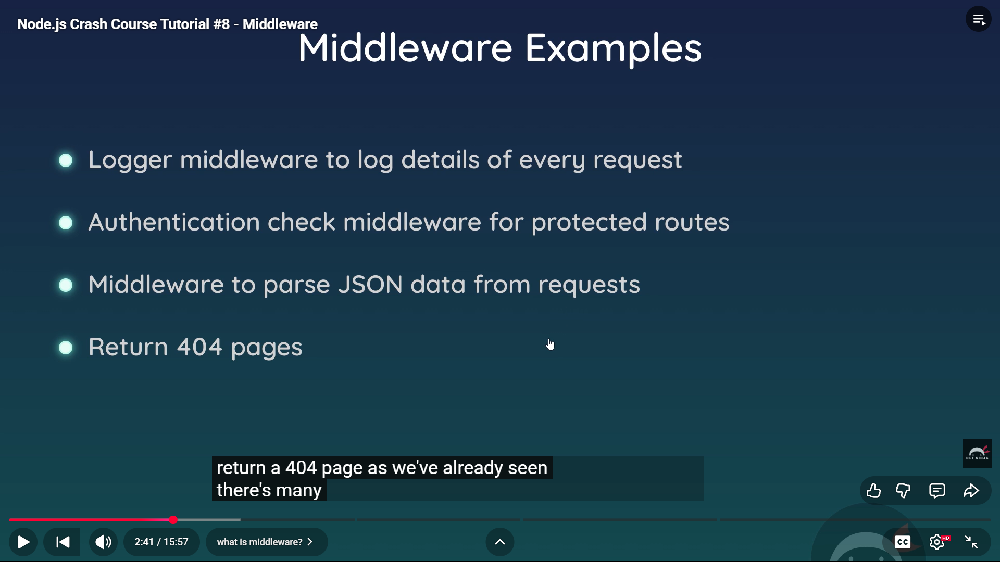 Node.js Crash Course Tutorial #8 - Middleware
Middleware Examples
Logger middleware to log details of every request
Authentication check middleware for protected routes
Middleware to parse JSON data from requests
Return 404 pages
NET NINJA
return a 404 page as we've already seen
there's many
2:41 / 15:57
what is middleware?
CC
HD